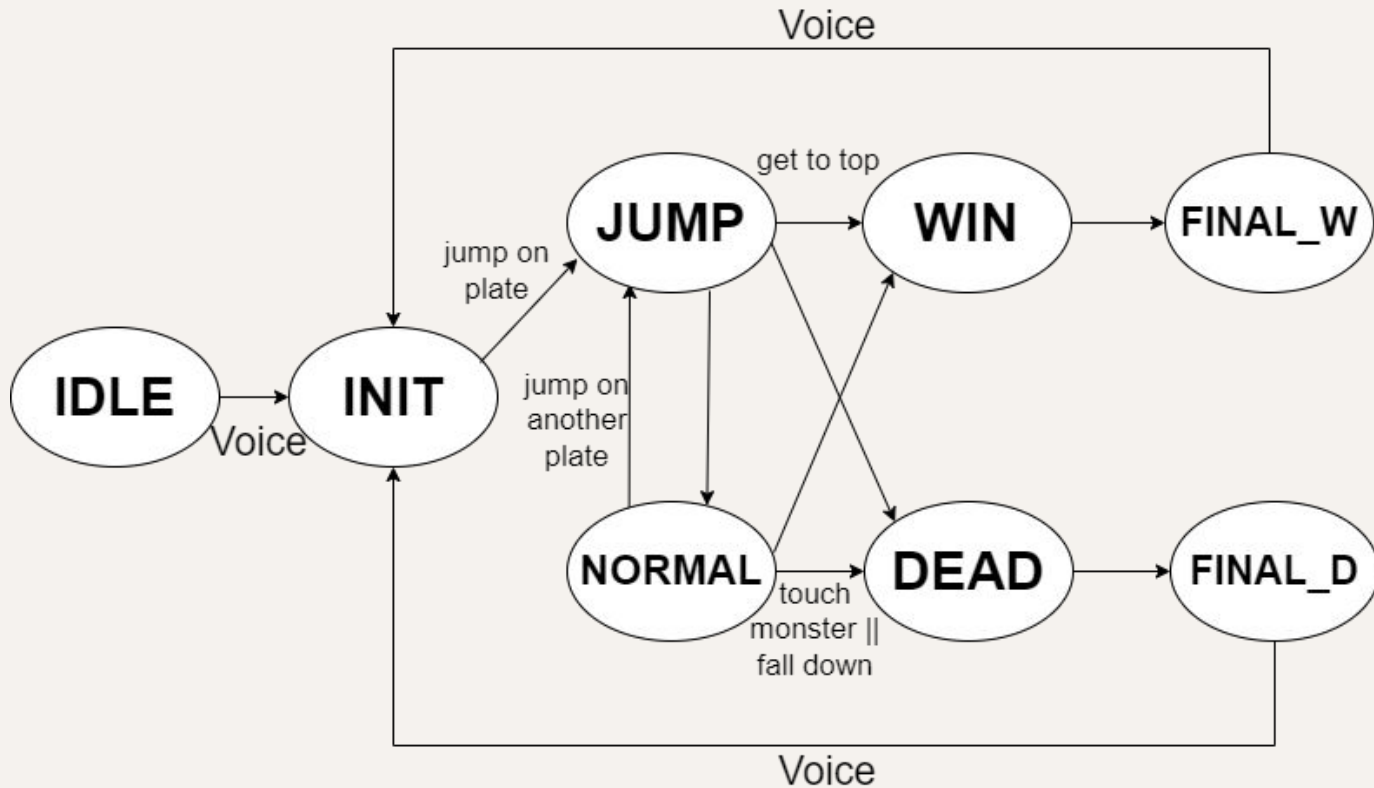 Voice
get to top
JUMP
WIN
FINAL_W
jump on
plate
IDLE
INIT
Voice
jump on
another
plate
NORMAL
DEAD
FINAL_D
touch
monster ||
fall down
Voice